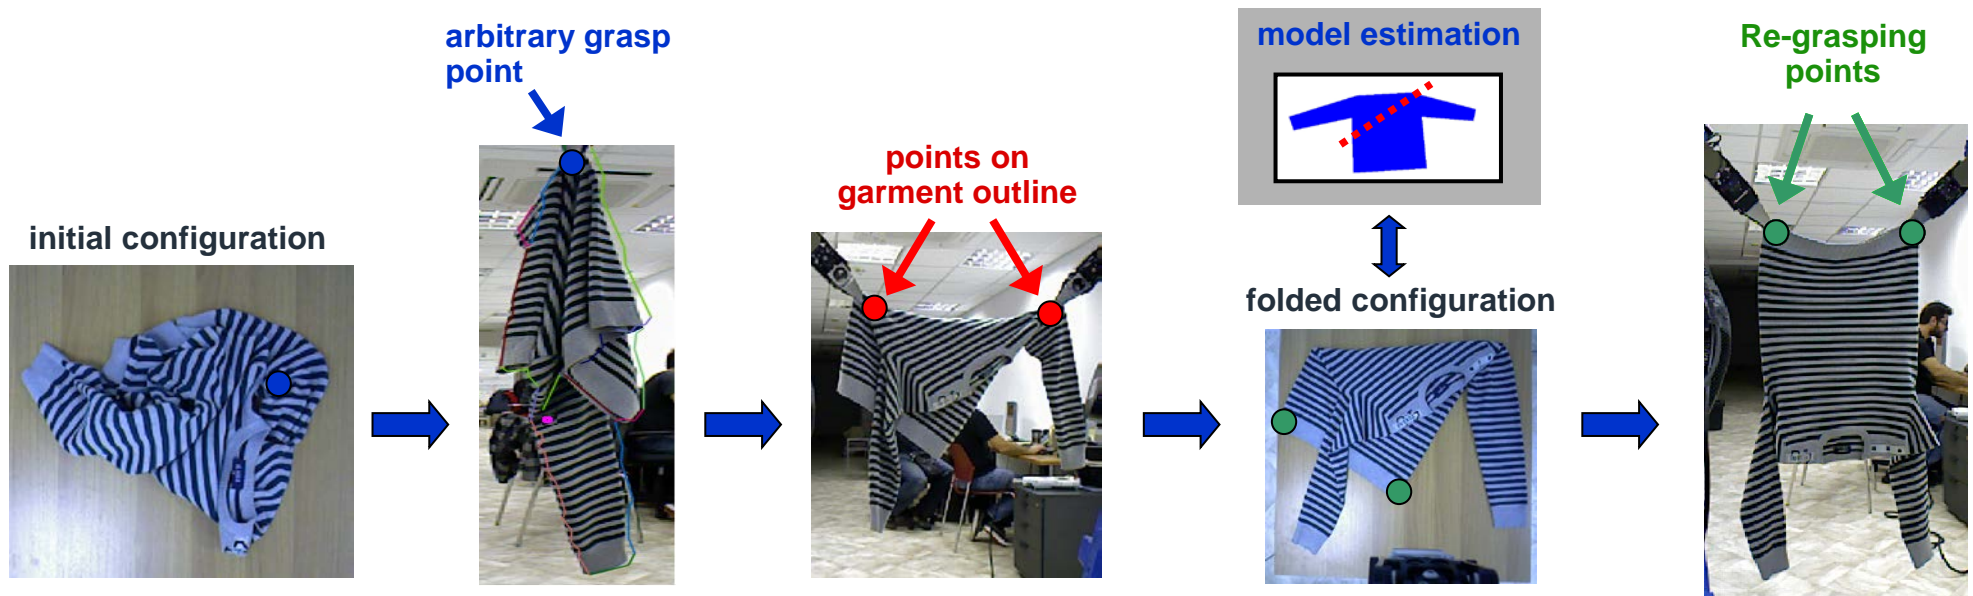 initial configuration
arbitrary grasp
point
points on
garment outline
model estimation
folded configuration
Re-grasping
points